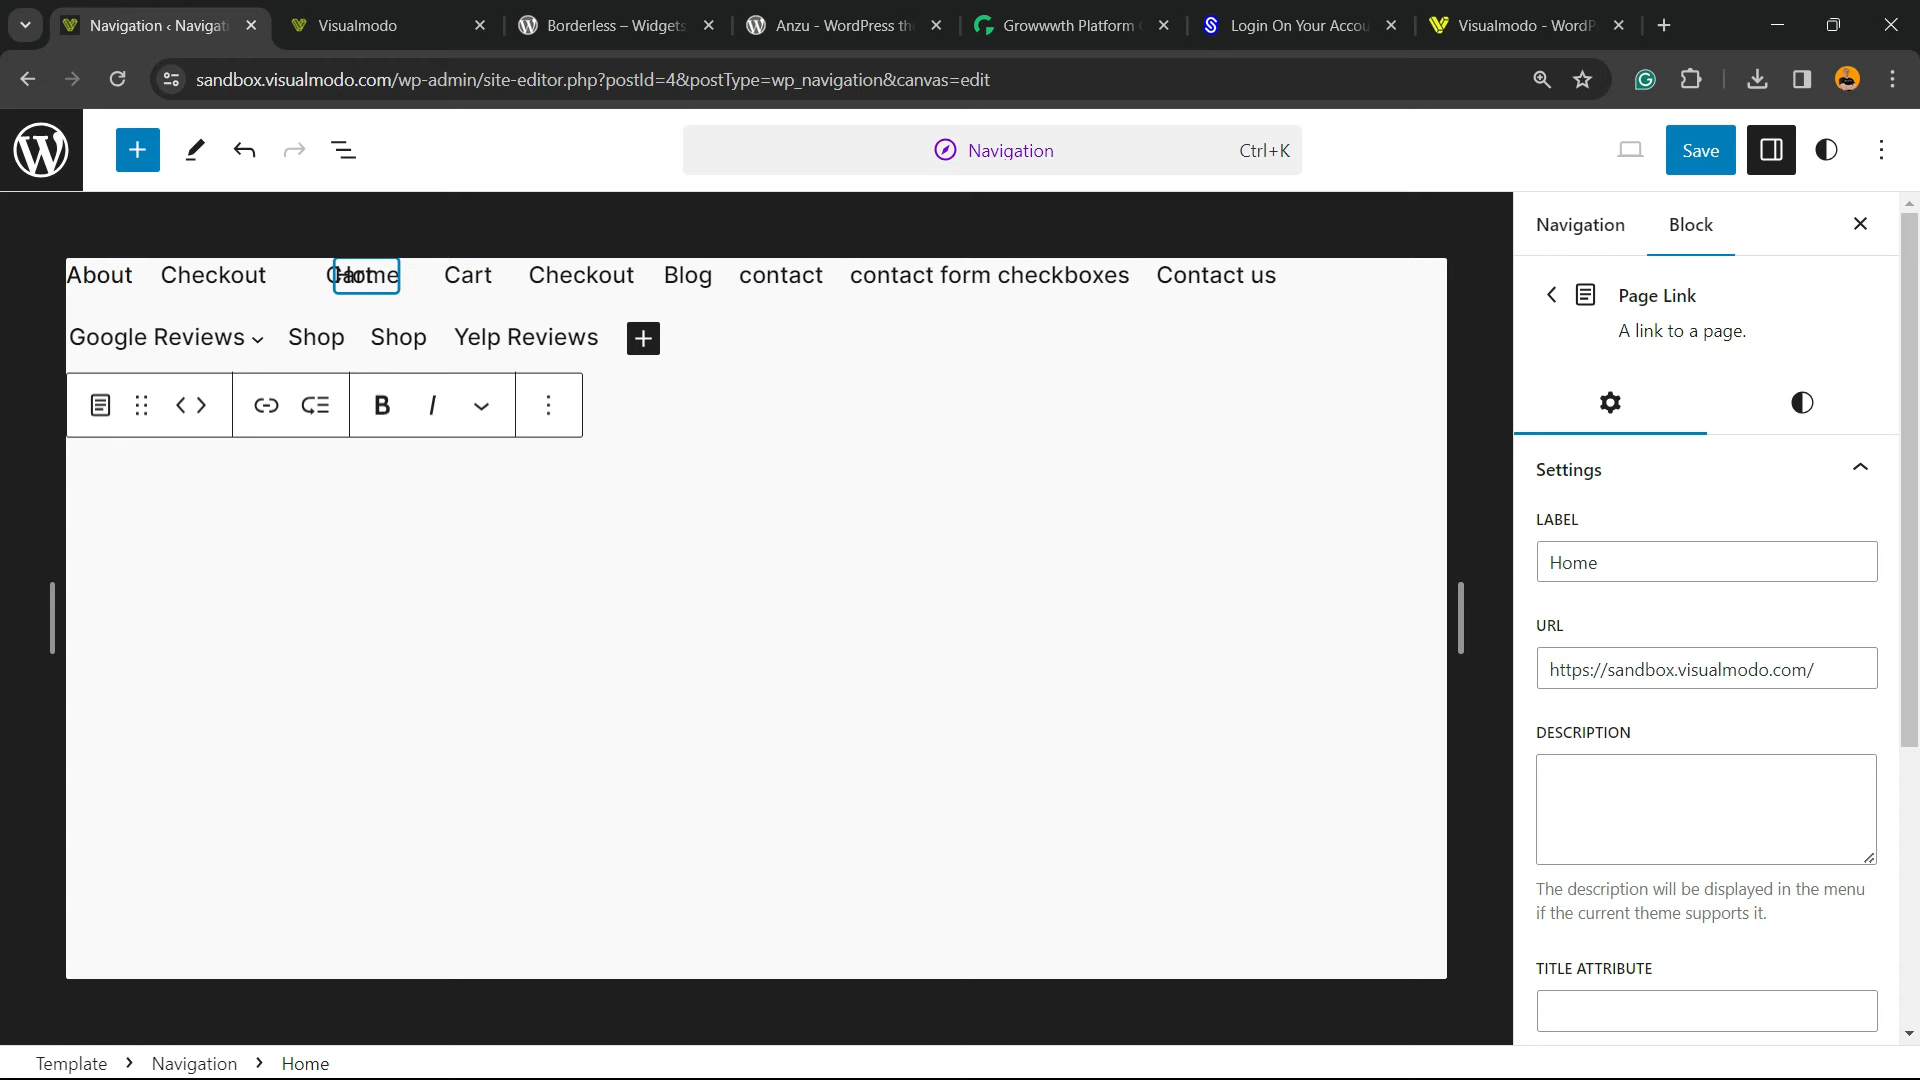 Navigation ‹ Navigati
Visualmodo
Borderless – Widgets
Anzu - WordPress th
Growwwth Platform
Login On Your Accou
Visualmodo - WordP
sandbox.visualmodo.com/wp-admin/site-editor.php?postId=4&postType=wp_navigation&canvas=edit
Navigation
Ctrl+K
Save
Navigation
Block
About Checkout Cart Home Cart Checkout Blog contact contact form checkboxes Contact us
Google Reviews Shop Shop Yelp Reviews
B I
Page Link
A link to a page.
Settings
LABEL
Home
URL
https://sandbox.visualmodo.com/
DESCRIPTION
The description will be displayed in the menu
if the current theme supports it.
TITLE ATTRIBUTE
Template › Navigation › Home